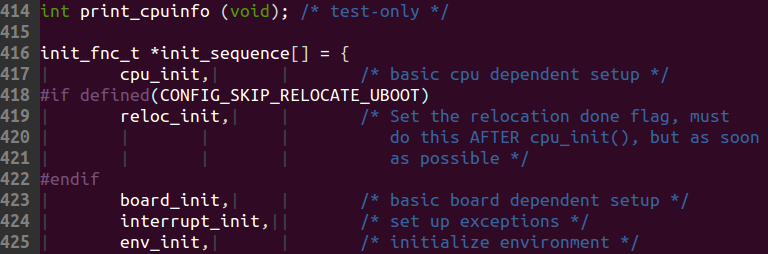 414 int print_cpuinfo (void); /* test-only */
415
416 init_fnc_t *init_sequence[] = {
417 cpu_init, /* basic cpu dependent setup */
418 #if defined(CONFIG_SKIP_RELOCATE_UBOOT)
419 reloc_init, /* Set the relocation done flag, must
420 do this AFTER cpu_init(), but as soon
421 as possible */
422 #endif
423 board_init, /* basic board dependent setup */
424 interrupt_init, /* set up exceptions */
425 env_init, /* initialize environment */